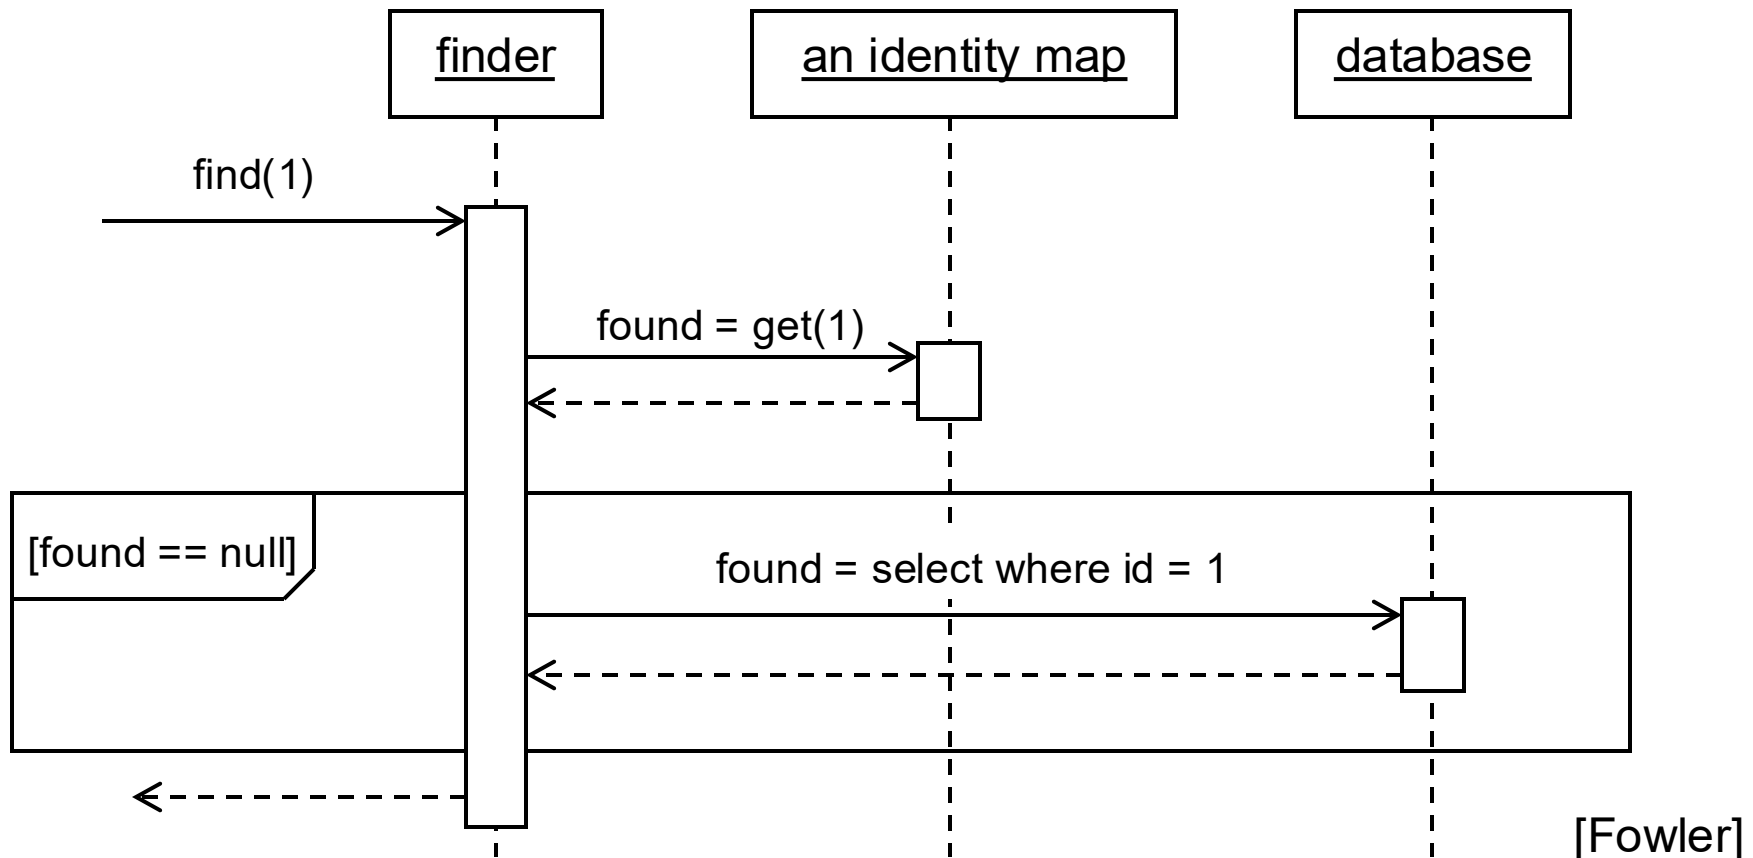 finder
an identity map
database
find(1)
found = get(1)
[found == null]
found = select where id = 1
[Fowler]